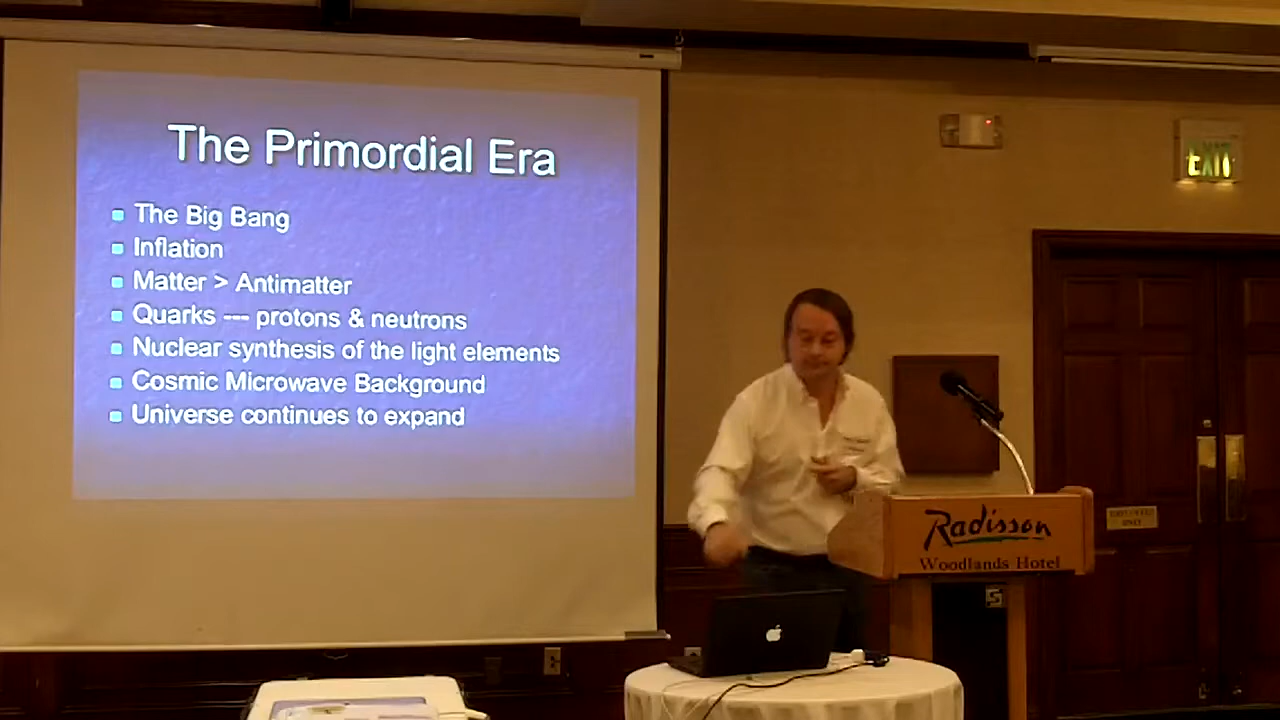 The Primordial Era
The Big Bang
Inflation
Matter > Antimatter
Quarks --- protons & neutrons
Nuclear synthesis of the light elements
Cosmic Microwave Background
Universe continues to expand
EXIT
Radisson
Woodlands Hotel
ONLY